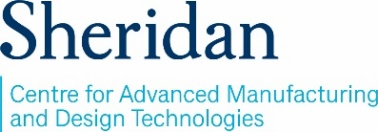 Sheridan
Centre for Advanced Manufacturing
and Design Technologies